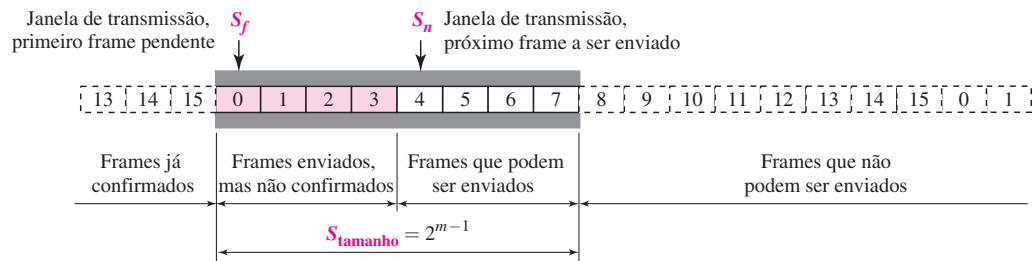 Janela de transmissão,
primeiro frame pendente
S_f
S_n
Janela de transmissão,
próximo frame a ser enviado
13 14 15 0 1 2 3 4 5 6 7 8 9 10 11 12 13 14 15 0 1
Frames já
confirmados
Frames enviados,
mas não confirmados
Frames que podem
ser enviados
Frames que não
podem ser enviados
S_tamanho = 2^{m−1}